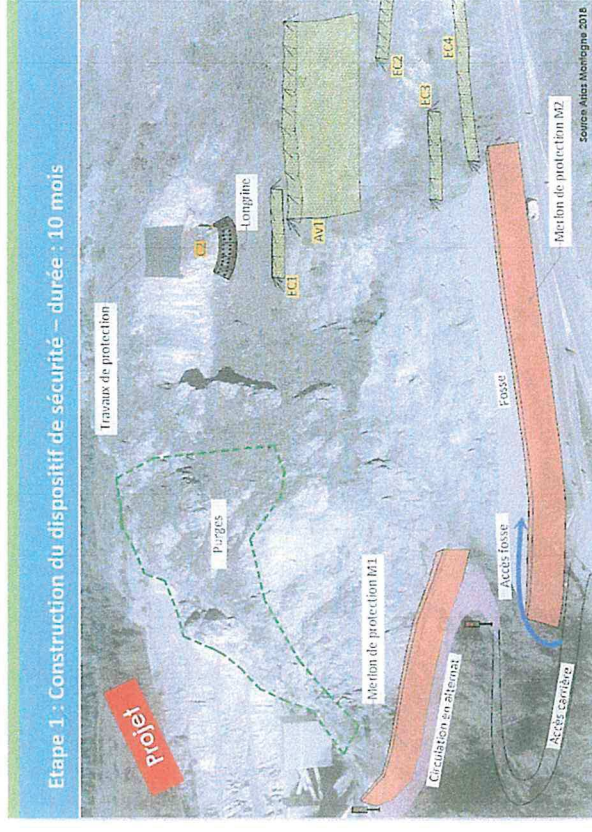 Etape 1 : Construction du dispositif de sécurité – durée : 10 mois
Projet
Travaux de protection
Purges
C2
Longrine
EC1
AV1
EC2
EC3
EC4
Merlon de protection M1
Circulation en alternat
Accès fosse
Fosse
Accès carrière
Merlon de protection M2
Source Arias Montagne 2018